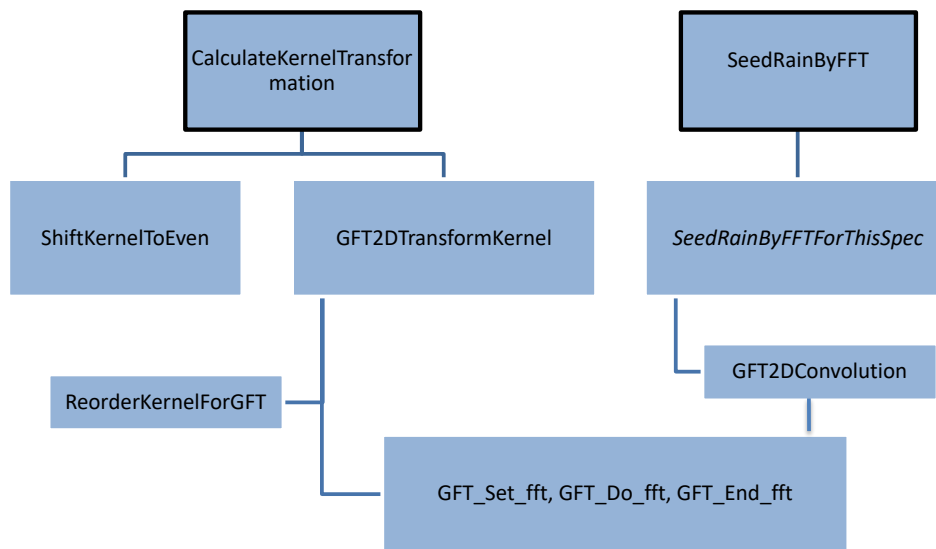 CalculateKernelTransfor
mation
SeedRainByFFT
ShiftKernelToEven
GFT2DTransformKernel
SeedRainByFFTForThisSpec
GFT2DConvolution
ReorderKernelForGFT
GFT_Set_fft, GFT_Do_fft, GFT_End_fft